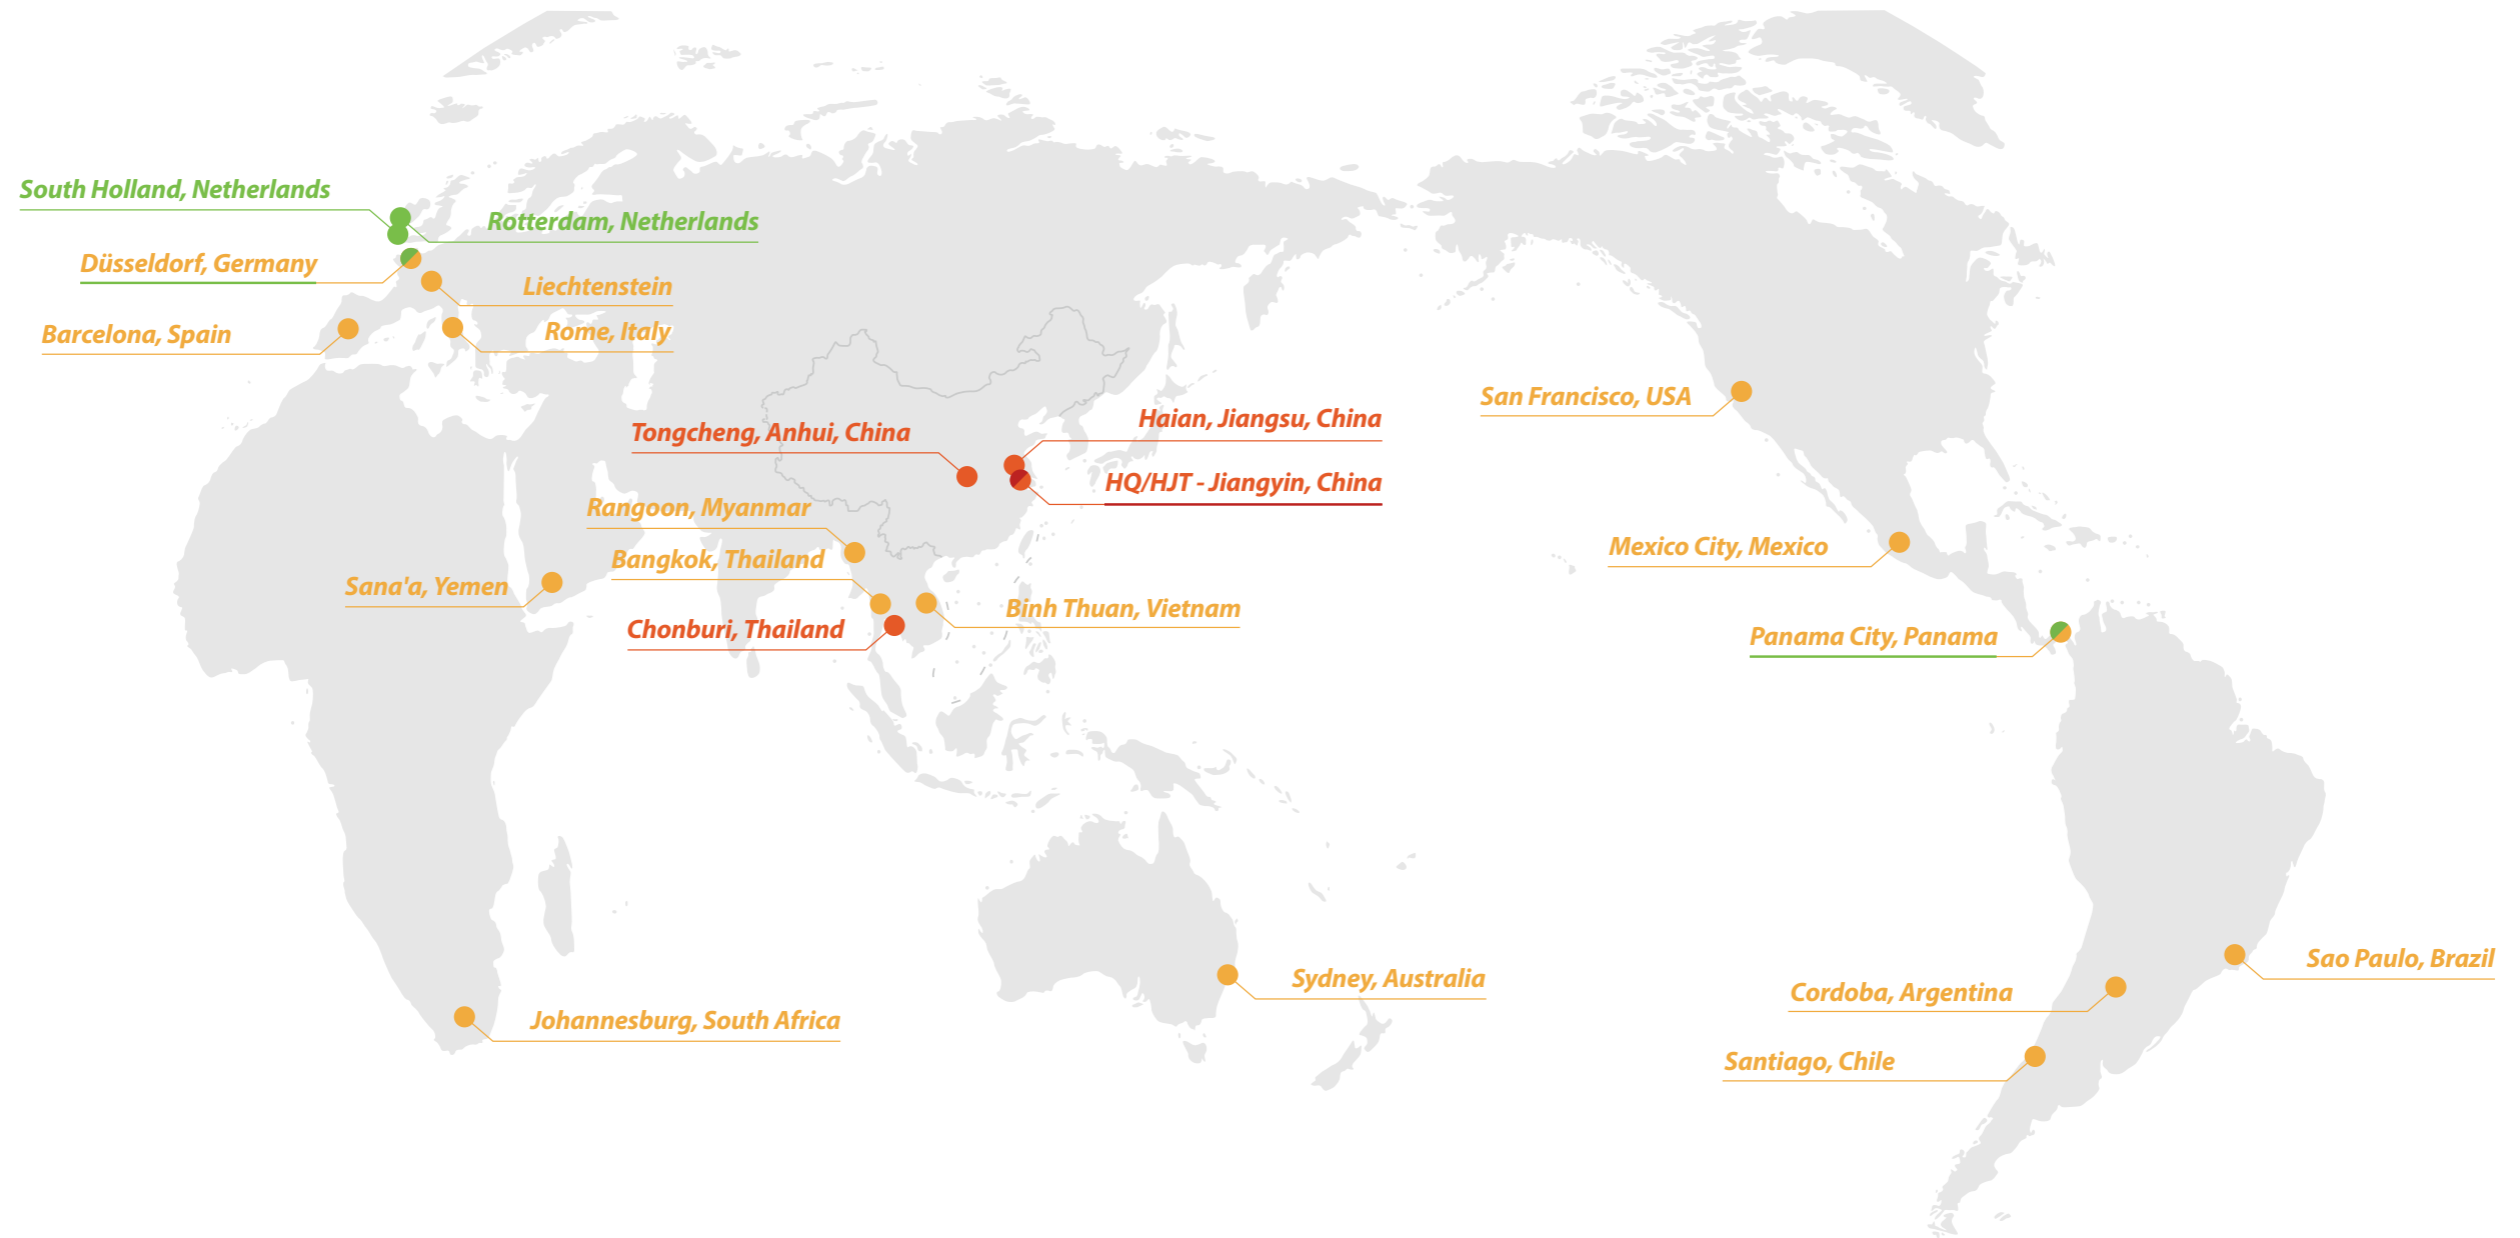 South Holland, Netherlands
Rotterdam, Netherlands
Düsseldorf, Germany
Liechtenstein
Barcelona, Spain
Rome, Italy
San Francisco, USA
Haian, Jiangsu, China
Tongcheng, Anhui, China
HQ/HJT - Jiangyin, China
Rangoon, Myanmar
Mexico City, Mexico
Bangkok, Thailand
Sana'a, Yemen
Binh Thuan, Vietnam
Chonburi, Thailand
Panama City, Panama
Sao Paulo, Brazil
Sydney, Australia
Cordoba, Argentina
Johannesburg, South Africa
Santiago, Chile